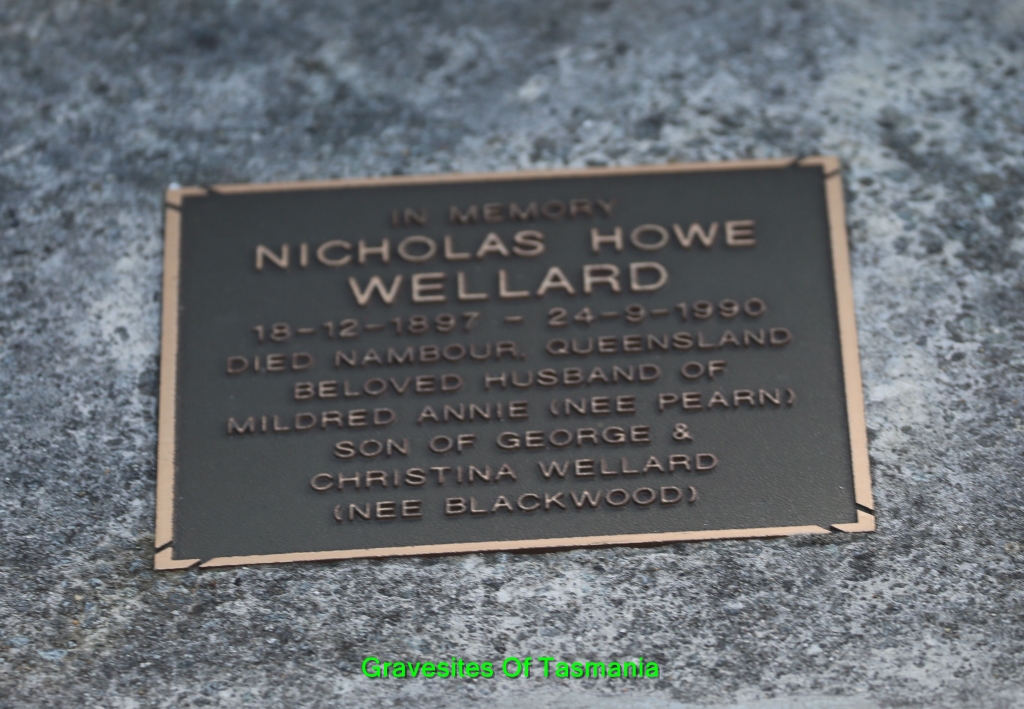 IN MEMORY
NICHOLAS HOWE
WELLARD
18-12-1897 - 24-9-1990
DIED NAMBOUR, QUEENSLAND
BELOVED HUSBAND OF
MILDRED ANNIE (NEE PEARN)
SON OF GEORGE &
CHRISTINA WELLARD
(NEE BLACKWOOD)
Gravesites Of Tasmania